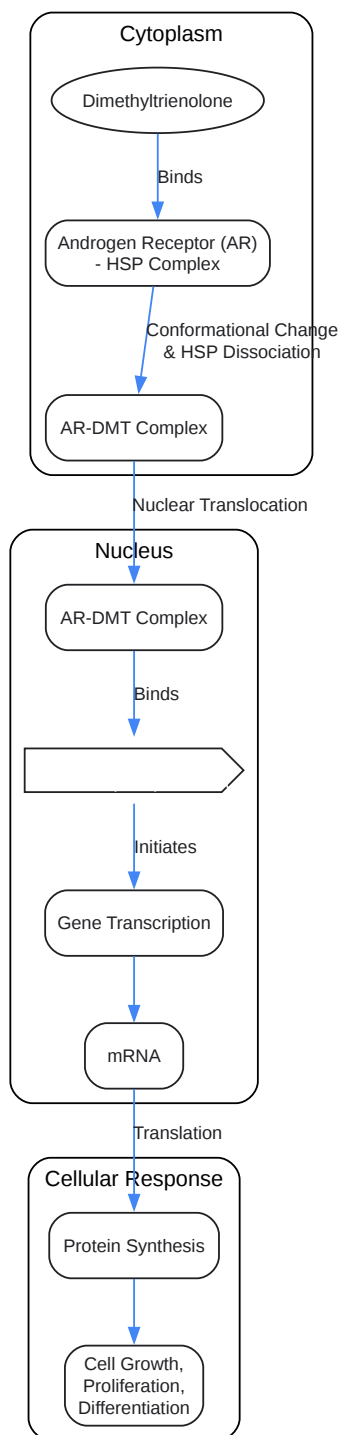 Cytoplasm
Dimethyltrienolone
Binds
Androgen Receptor (AR)
- HSP Complex
Conformational Change
& HSP Dissociation
AR-DMT Complex
Nuclear Translocation
Nucleus
AR-DMT Complex
Binds
Initiates
Gene Transcription
mRNA
Translation
Cellular Response
Protein Synthesis
Cell Growth,
Proliferation,
Differentiation